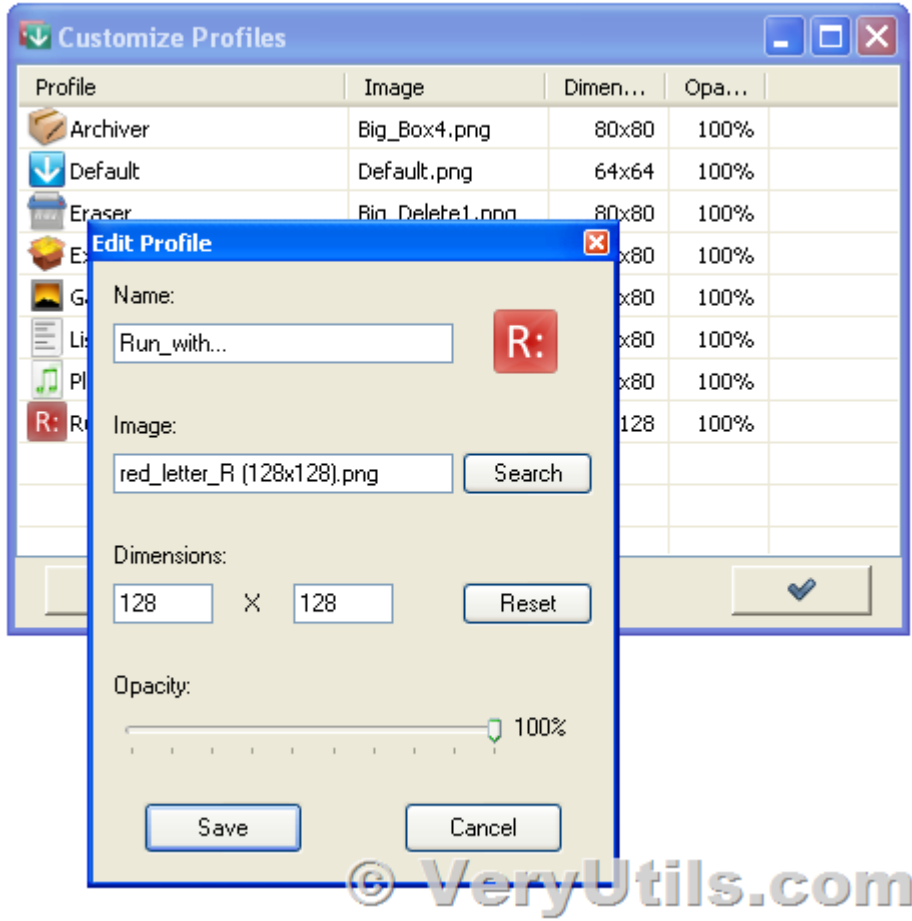 Customize Profiles
Profile Image Dimen... Opa...
Archiver Big_Box4.png 80x80 100%
Default Default.png 64x64 100%
Eraser Big_Delete1.png 80x80 100%
Edit Profile
x80 100%
x80 100%
x80 100%
x80 100%
R: 128 100%
Name:
Run_with...
R:
Image:
red_letter_R (128x128).png Search
Dimensions:
128 X 128 Reset
Opacity:
100%
Save Cancel
© VeryUtils.com